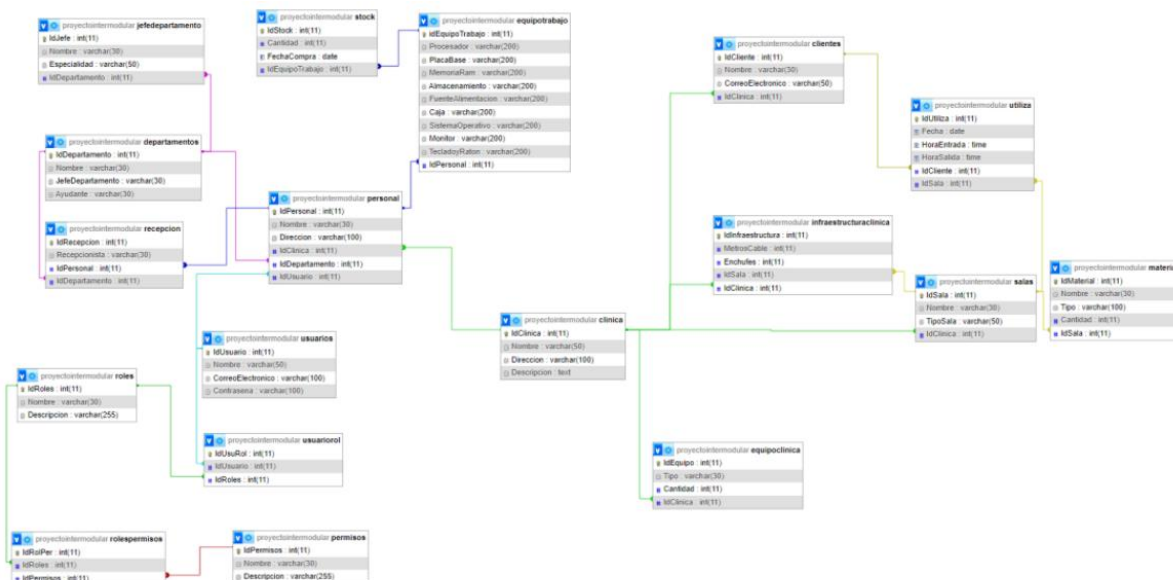 proyectointermodular jefedepartamento
IdJefe : int(11)
Nombre : varchar(30)
Especialidad : varchar(50)
IdDepartamento : int(11)
proyectointermodular stock
IdStock : int(11)
Cantidad : int(11)
FechaCompra : date
IdEquipoTrabajo : int(11)
proyectointermodular equipotrabajo
idEquipoTrabajo : int(11)
Procesador : varchar(200)
PlacaBase : varchar(200)
MemoriaRam : varchar(200)
Almacenamiento : varchar(200)
FuenteAlimentacion : varchar(200)
Caja : varchar(200)
SistemaOperativo : varchar(200)
Monitor : varchar(200)
TecladoyRaton : varchar(200)
IdPersonal : int(11)
proyectointermodular clientes
IdCliente : int(11)
Nombre : varchar(30)
CorreoElectronico : varchar(50)
IdClinica : int(11)
proyectointermodular utiliza
IdUtiliza : int(11)
Fecha : date
HoraEntrada : time
HoraSalida : time
IdCliente : int(11)
IdSala : int(11)
proyectointermodular departamentos
IdDepartamento : int(11)
Nombre : varchar(30)
JefeDepartamento : varchar(30)
Ayudante : varchar(30)
proyectointermodular personal
IdPersonal : int(11)
Nombre : varchar(30)
Direccion : varchar(100)
IdClinica : int(11)
IdDepartamento : int(11)
IdUsuario : int(11)
proyectointermodular recepcion
IdRecepcion : int(11)
Recepcionista : varchar(30)
IdPersonal : int(11)
IdDepartamento : int(11)
proyectointermodular infraestructuraclinica
IdInfraestructura : int(11)
MetrosCable : int(11)
Enchufes : int(11)
IdSala : int(11)
IdClinica : int(11)
proyectointermodular salas
IdSala : int(11)
Nombre : varchar(30)
TipoSala : varchar(50)
IdClinica : int(11)
proyectointermodular materia
IdMaterial : int(11)
Nombre : varchar(30)
Tipo : varchar(100)
Cantidad : int(11)
IdSala : int(11)
proyectointermodular clinica
IdClinica : int(11)
Nombre : varchar(50)
Direccion : varchar(100)
Descripcion : text
proyectointermodular usuarios
IdUsuario : int(11)
Nombre : varchar(50)
CorreoElectronico : varchar(100)
Contrasena : varchar(100)
proyectointermodular roles
IdRoles : int(11)
Nombre : varchar(30)
Descripcion : varchar(255)
proyectointermodular usuariorol
IdUsuRol : int(11)
IdUsuario : int(11)
IdRoles : int(11)
proyectointermodular equipoclinica
IdEquipo : int(11)
Tipo : varchar(30)
Cantidad : int(11)
IdClinica : int(11)
proyectointermodular rolespermisos
IdRolPer : int(11)
IdRoles : int(11)
IdPermisos : int(11)
proyectointermodular permisos
IdPermisos : int(11)
Nombre : varchar(30)
Descripcion : varchar(255)